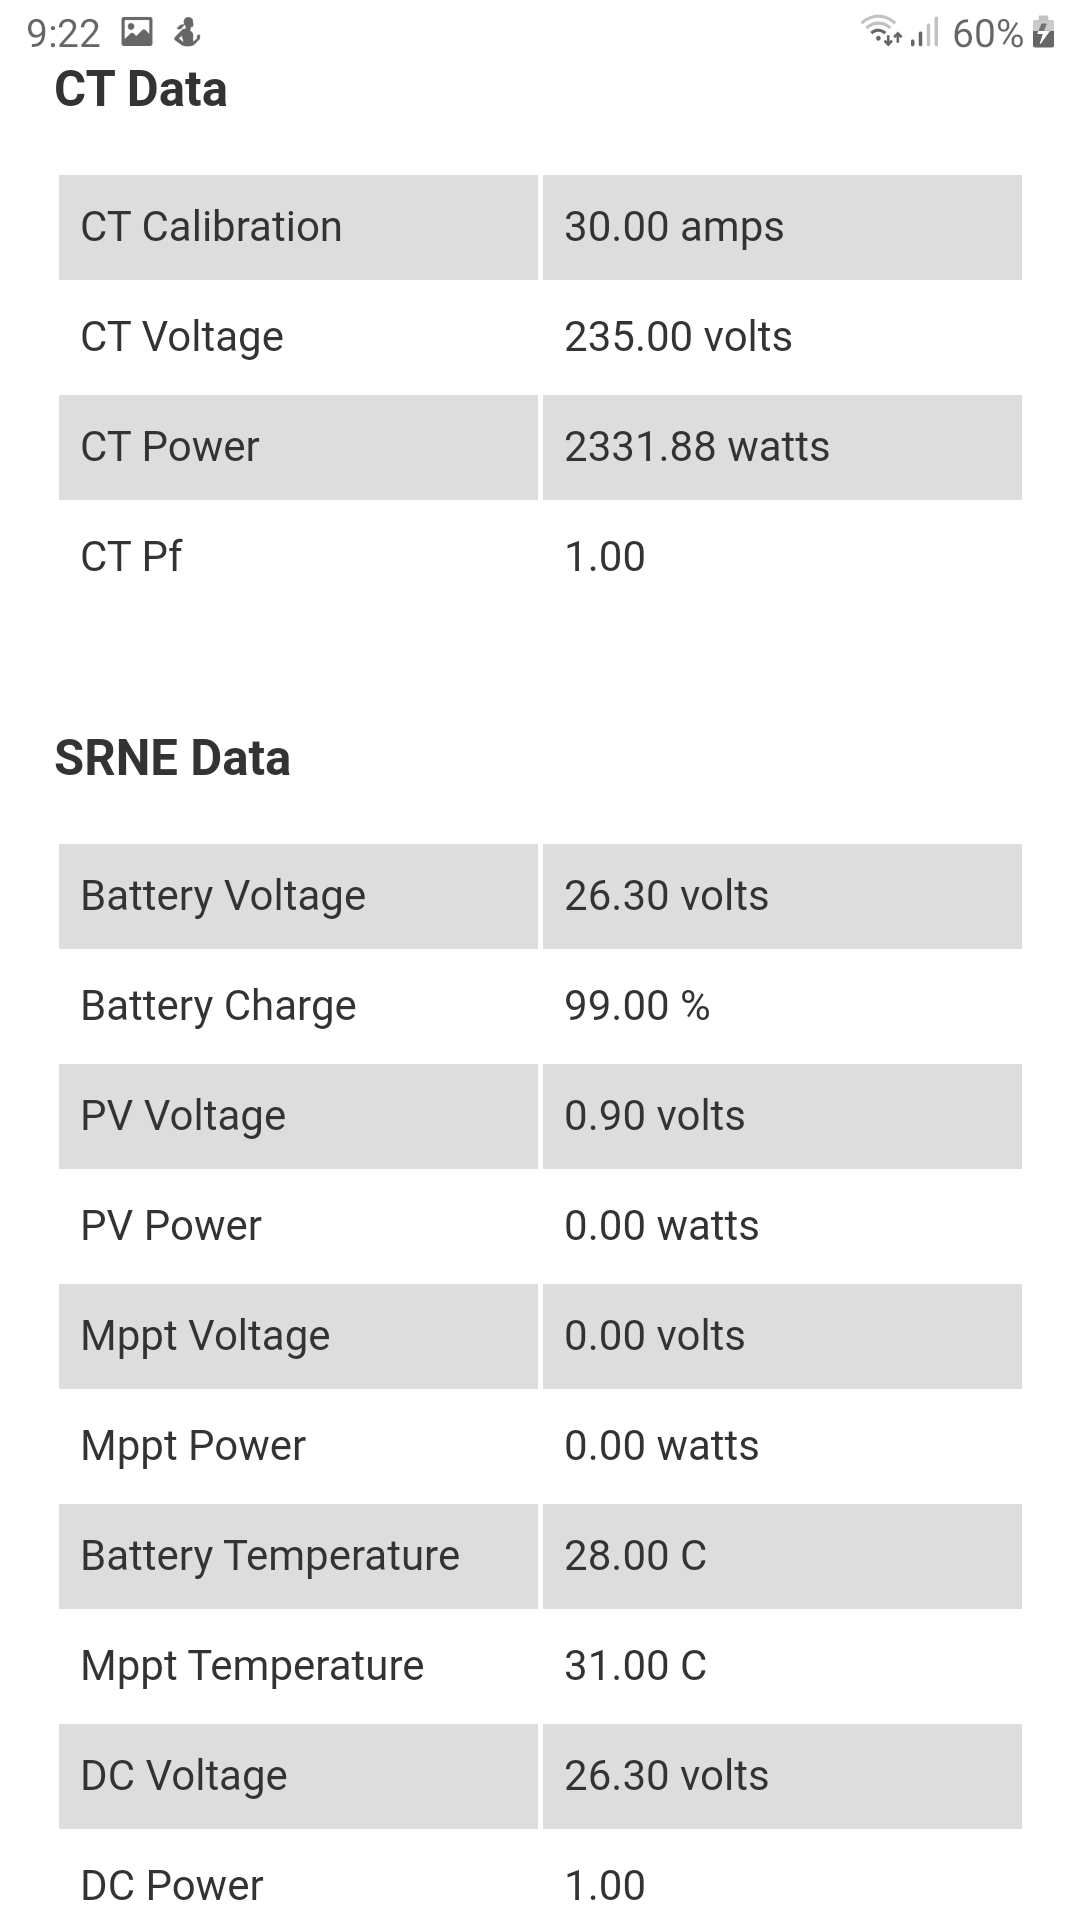 9:22 60%
CT Data
CT Calibration 30.00 amps
CT Voltage 235.00 volts
CT Power 2331.88 watts
CT Pf 1.00
SRNE Data
Battery Voltage 26.30 volts
Battery Charge 99.00 %
PV Voltage 0.90 volts
PV Power 0.00 watts
Mppt Voltage 0.00 volts
Mppt Power 0.00 watts
Battery Temperature 28.00 C
Mppt Temperature 31.00 C
DC Voltage 26.30 volts
DC Power 1.00